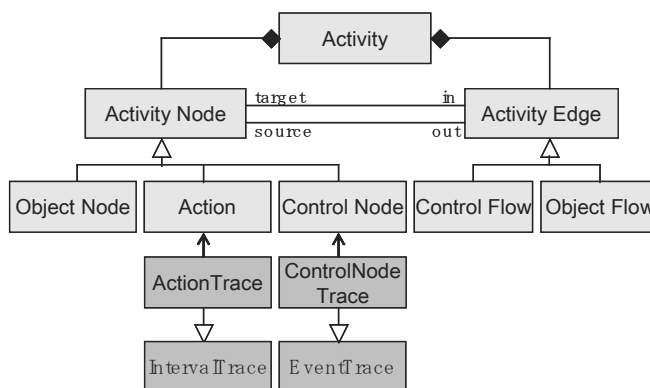 Activity
target in
Activity Node Activity Edge
source out
Object Node Action Control Node Control Flow Object Flow
ActionTrace ControlNode
Trace
IntervalTrace EventTrace